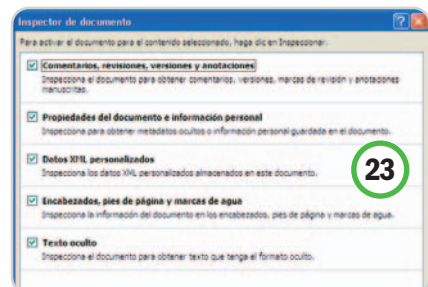 Inspector de documento
Para activar el documento para el contenido seleccionado, haga clic en Inspeccionar.
Comentarios, revisiones, versiones y anotaciones
Inspecciona el documento para obtener comentarios, versiones, marcas de revisión y anotaciones
manuscritas.
Propiedades del documento e información personal
Inspecciona para obtener metadatos ocultos o información personal guardada en el documento.
Datos XML personalizados
Inspecciona los datos XML personalizados almacenados en este documento.
23
Encabezados, pies de página y marcas de agua
Inspecciona la información del documento en los encabezados, pies de página y marcas de agua.
Texto oculto
Inspecciona el documento para obtener texto que tenga el formato oculto.